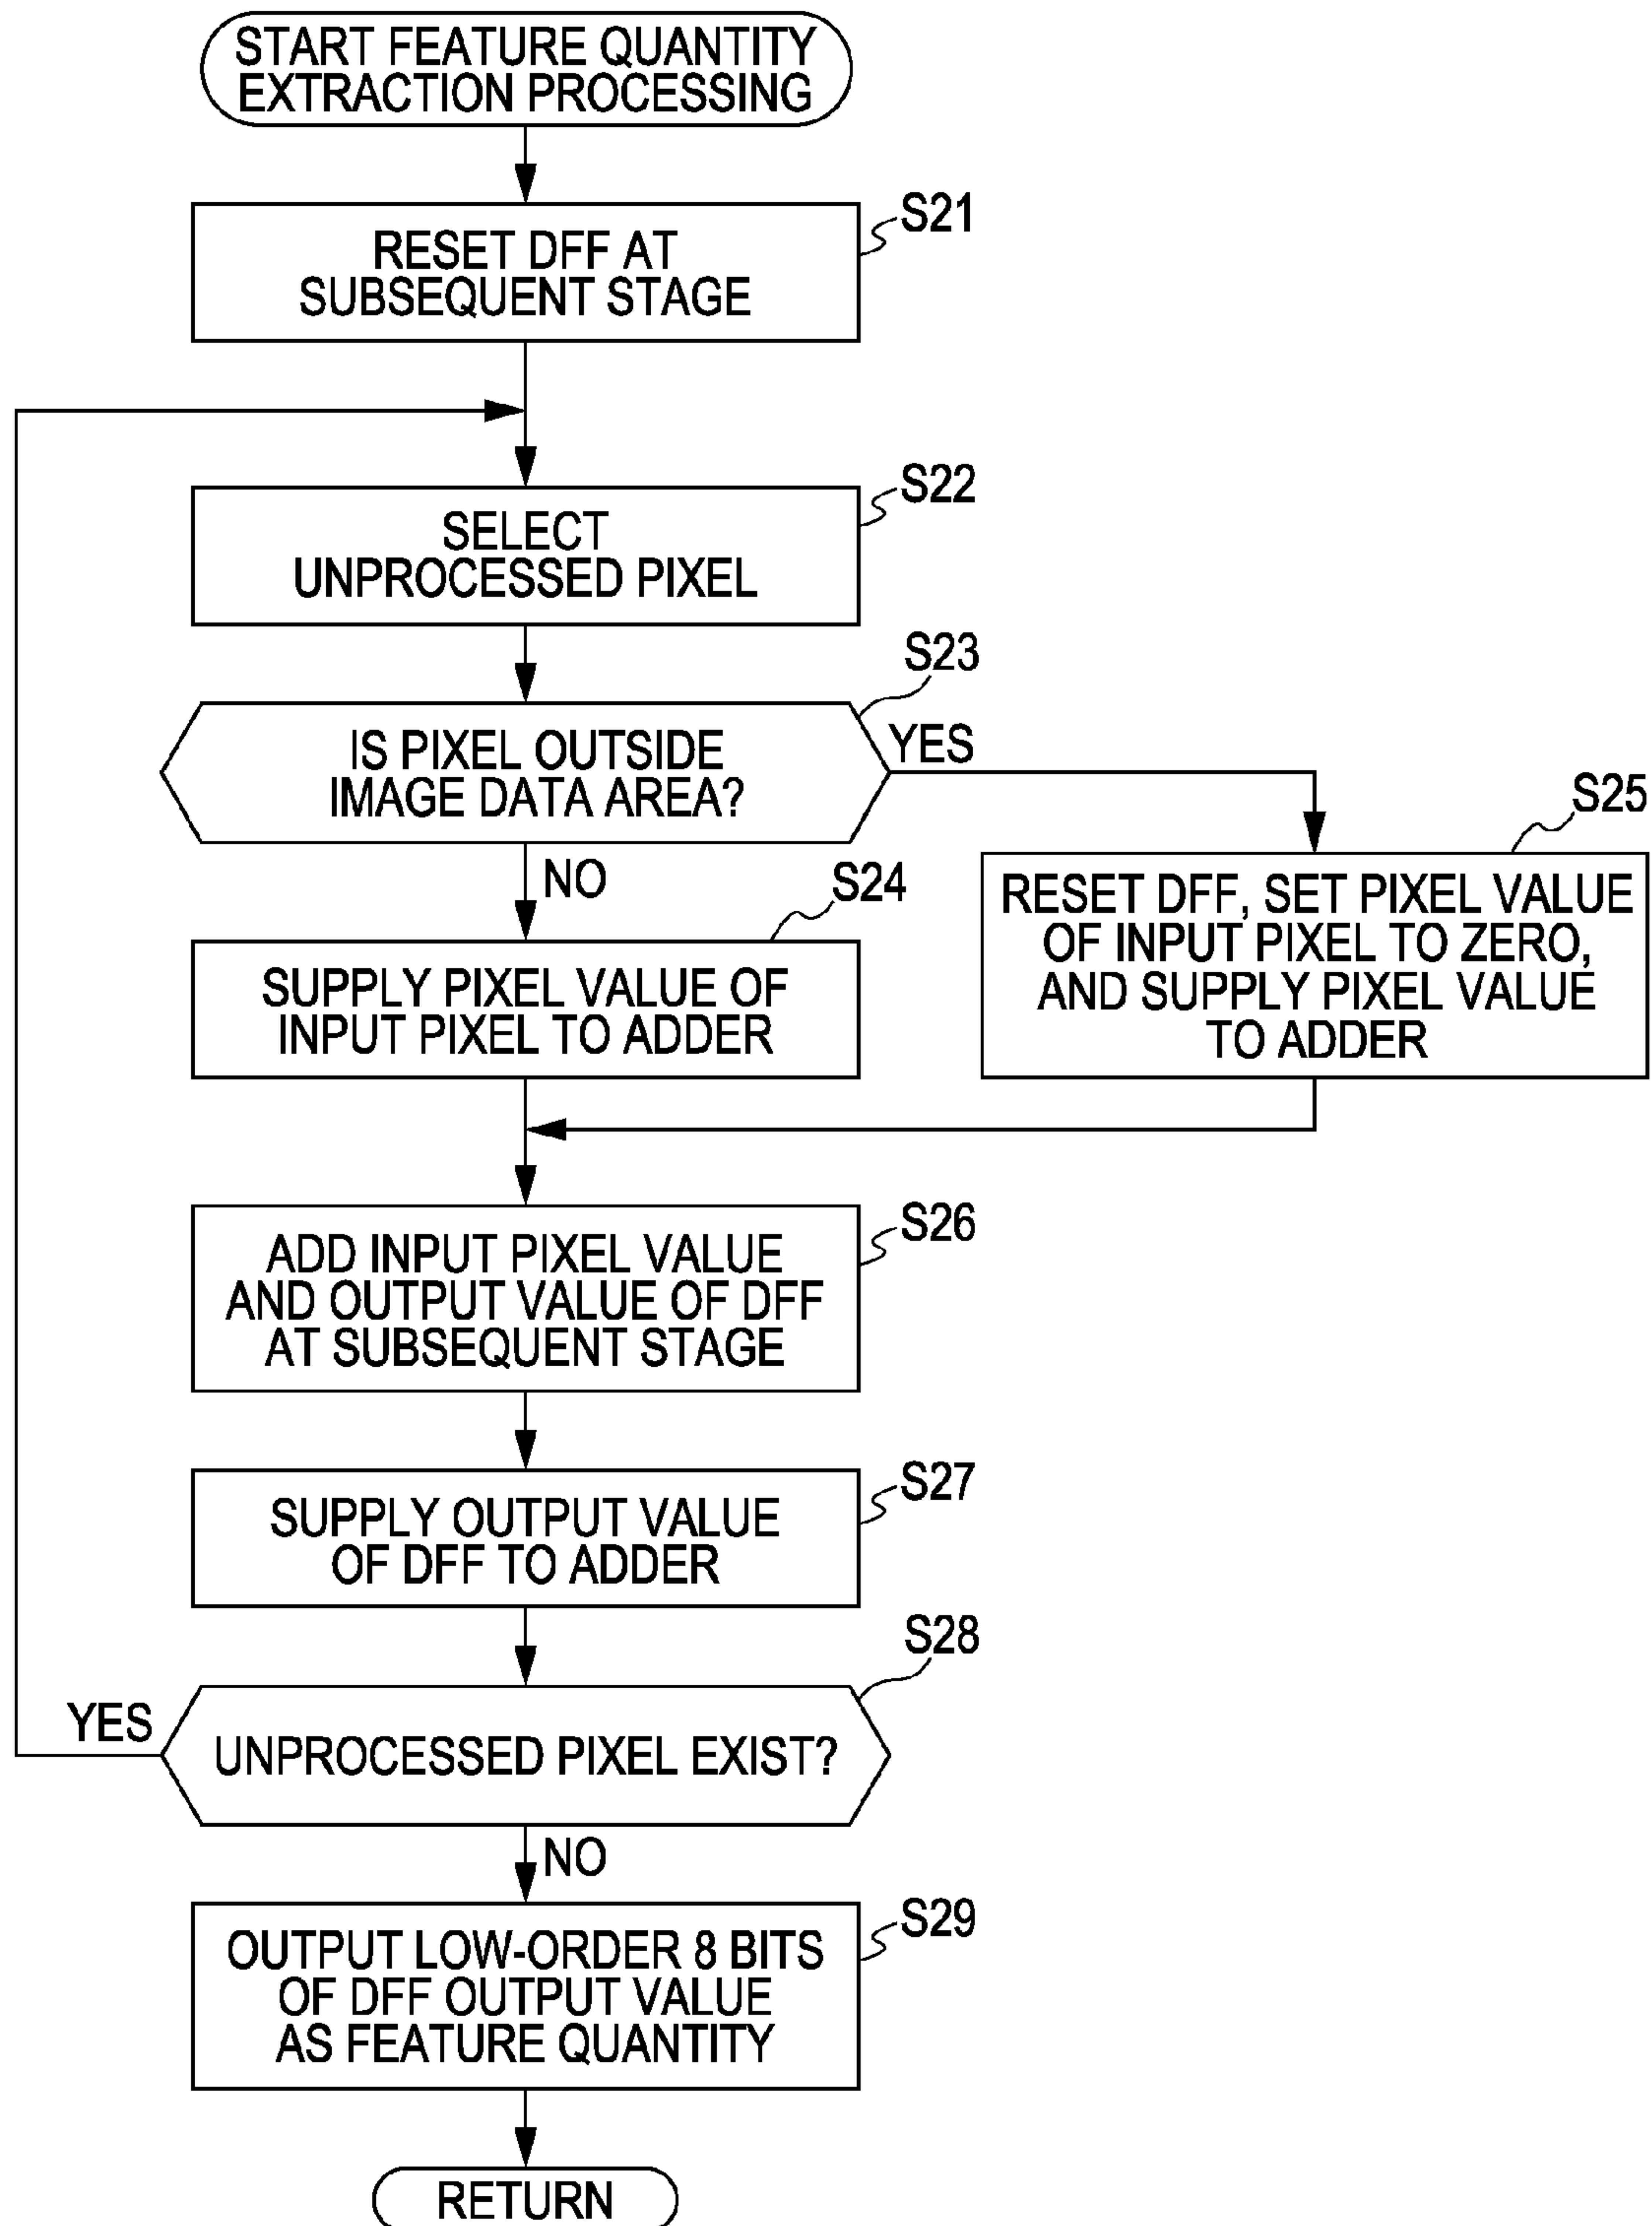 START FEATURE QUANTITY
EXTRACTION PROCESSING
S21
RESET DFF AT
SUBSEQUENT STAGE
S22
SELECT
UNPROCESSED PIXEL
S23
IS PIXEL OUTSIDE
IMAGE DATA AREA?
YES
NO
S24
SUPPLY PIXEL VALUE OF
INPUT PIXEL TO ADDER
S25
RESET DFF, SET PIXEL VALUE
OF INPUT PIXEL TO ZERO,
AND SUPPLY PIXEL VALUE
TO ADDER
S26
ADD INPUT PIXEL VALUE
AND OUTPUT VALUE OF DFF
AT SUBSEQUENT STAGE
S27
SUPPLY OUTPUT VALUE
OF DFF TO ADDER
S28
UNPROCESSED PIXEL EXIST?
YES
NO
S29
OUTPUT LOW-ORDER 8 BITS
OF DFF OUTPUT VALUE
AS FEATURE QUANTITY
RETURN